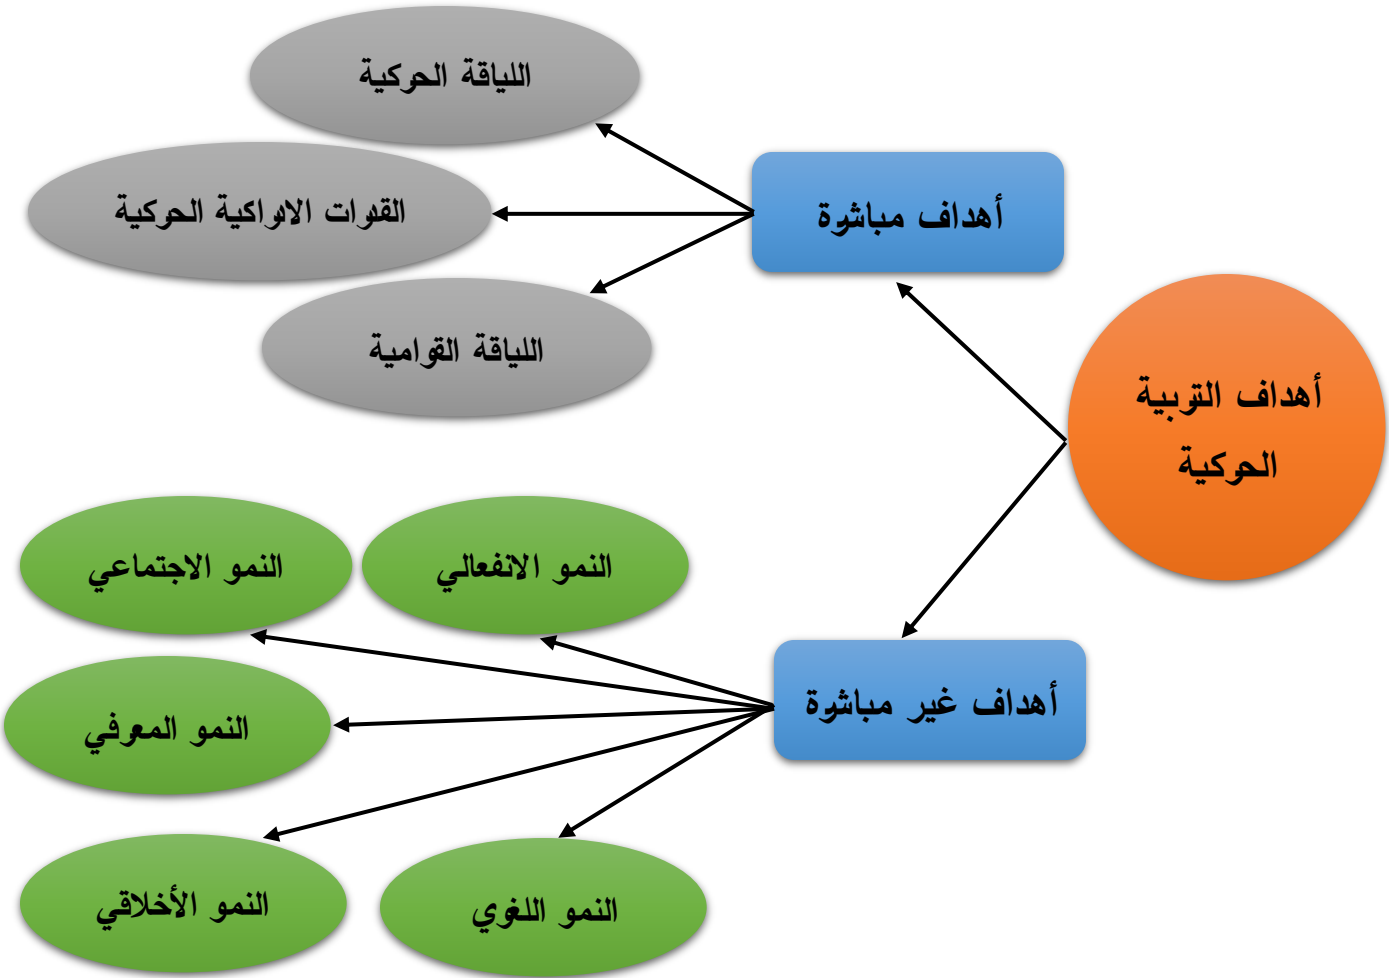 اللياقة الحركية
أهداف مباشرة
القدرات الادراكية الحركية
اللياقة القوامية
أهداف التربية
الحركية
النمو الانفعالي
النمو الاجتماعي
أهداف غير مباشرة
النمو المعرفي
النمو اللغوي
النمو الأخلاقي